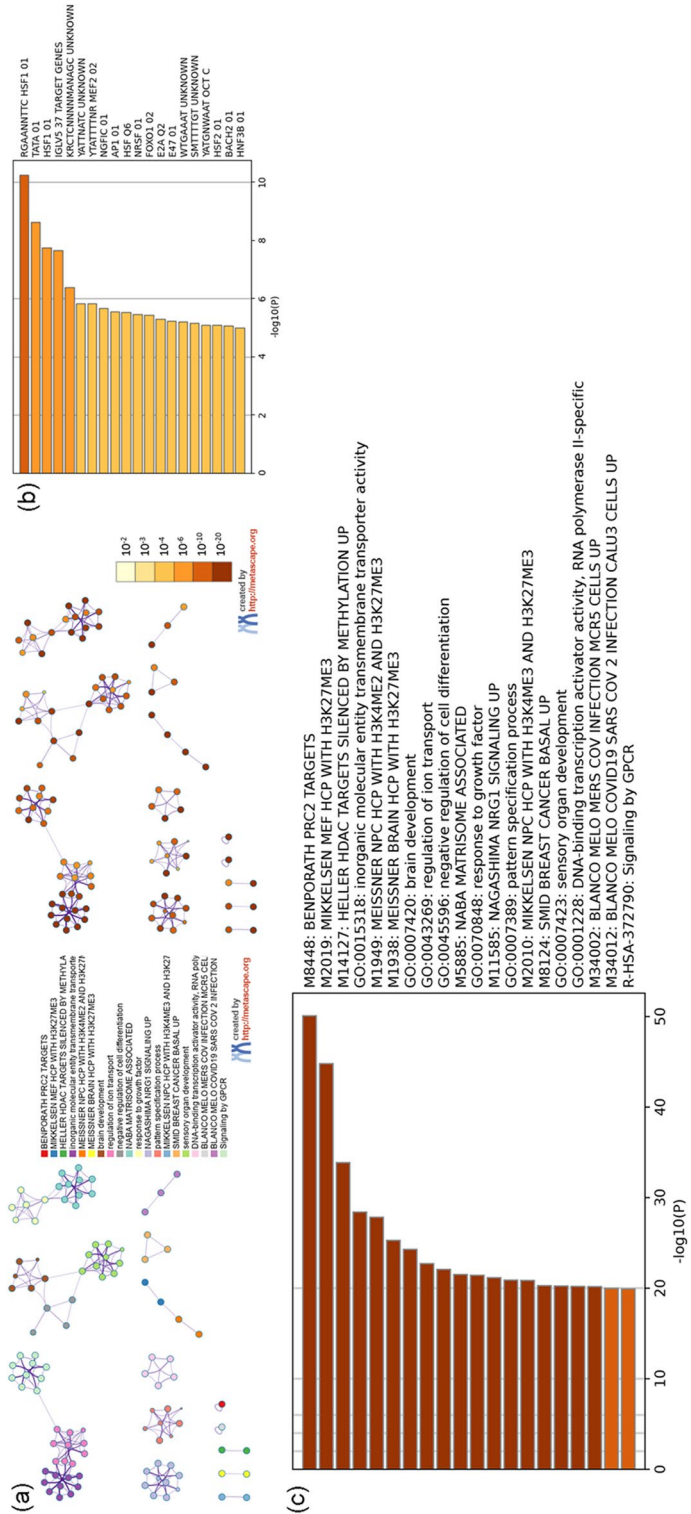 (a)
BENPORATH PRC2 TARGETS
MIKKELSEN MEF HCP WITH H3K27ME3
HELLER HDAC TARGETS SILENCED BY METHYLA
inorganic molecular entity transmembrane transporte
MEISSNER NPC HCP WITH H3K4ME2 AND H3K27M
MEISSNER BRAIN HCP WITH H3K27ME3
brain development
regulation of ion transport
negative regulation of cell differentiation
NABA MATRISOME ASSOCIATED
response to growth factor
NAGASHIMA NRG1 SIGNALING UP
pattern specification process
MIKKELSEN NPC HCP WITH H3K4ME3 AND H3K27
SMID BREAST CANCER BASAL UP
sensory organ development
DNA-binding transcription activator activity, RNA poly
BLANCO MELO MERS COV INFECTION MCR5 CEL
BLANCO MELO COVID19 SARS COV 2 INFECTION
Signaling by GPCR
created by
http://metascape.org
10-2
10-3
10-4
10-6
10-10
10-20
created by
http://metascape.org
(b)
RGAANNTTC HSF1 01
TATA 01
HSF1 01
IGLV5 37 TARGET GENES
KRCTCNNNNMANAGC UNKNOWN
YATTNATC UNKNOWN
YTATTTTNR MEF2 02
NGFIC 01
AP1 01
HSF Q6
NRSF 01
FOXO1 02
E2A Q2
E47 01
WTGAAAT UNKNOWN
SMTTTTGT UNKNOWN
YATGNWAAT OCT C
HSF2 01
BACH2 01
HNF3B 01
0 2 4 6 8 10
-log10(P)
(c)
M8448: BENPORATH PRC2 TARGETS
M2019: MIKKELSEN MEF HCP WITH H3K27ME3
M14127: HELLER HDAC TARGETS SILENCED BY METHYLATION UP
GO:0015318: inorganic molecular entity transmembrane transporter activity
M1949: MEISSNER NPC HCP WITH H3K4ME2 AND H3K27ME3
M1938: MEISSNER BRAIN HCP WITH H3K27ME3
GO:0007420: brain development
GO:0043269: regulation of ion transport
GO:0045596: negative regulation of cell differentiation
M5885: NABA MATRISOME ASSOCIATED
GO:0070848: response to growth factor
M11585: NAGASHIMA NRG1 SIGNALING UP
GO:0007389: pattern specification process
M2010: MIKKELSEN NPC HCP WITH H3K4ME3 AND H3K27ME3
M8124: SMID BREAST CANCER BASAL UP
GO:0007423: sensory organ development
GO:0001228: DNA-binding transcription activator activity, RNA polymerase II-specific
M34002: BLANCO MELO MERS COV INFECTION MCR5 CELLS UP
M34012: BLANCO MELO COVID19 SARS COV 2 INFECTION CALU3 CELLS UP
R-HSA-372790: Signaling by GPCR
0 10 20 30 40 50
-log10(P)